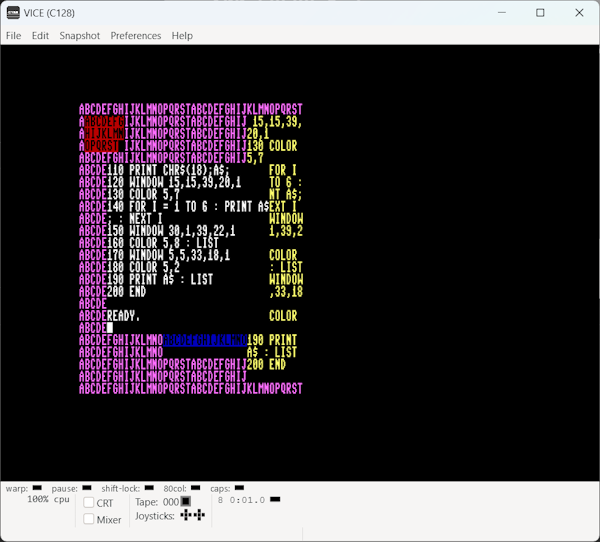 VICE (C128)
File Edit Snapshot Preferences Help
ABCDEFGHIJKLMNOPQRSTABCDEFGHIJKLMNOPQRST
AABCDEFGHIJKLMNOPQRSTABCDEFGHIJ 15,15,39,
AHIJKLMNHIJKLMNOPQRSTABCDEFGHIJ20,1
AOPQRST IJKLMNOPQRSTABCDEFGHIJ130 COLOR
ABCDEFGHIJKLMNOPQRSTABCDEFGHIJ5,7
ABCDE110 PRINT CHR$(18);A$; FOR I
ABCDE120 WINDOW 15,15,39,20,1 TO 6 :
ABCDE130 COLOR 5,7 NT A$;
ABCDE140 FOR I = 1 TO 6 : PRINT A$EXT I
ABCDE; : NEXT I WINDOW
ABCDE150 WINDOW 30,1,39,22,1 1,39,2
ABCDE160 COLOR 5,8 : LIST
ABCDE170 WINDOW 5,5,33,18,1 COLOR
ABCDE180 COLOR 5,2 : LIST
ABCDE190 PRINT A$ : LIST WINDOW
ABCDE200 END ,33,18
ABCDE
ABCDEREADY. COLOR
ABCDE
ABCDEFGHIJKLMNOABCDEFGHIJKLMNO190 PRINT
ABCDEFGHIJKLMNO A$ : LIST
ABCDEFGHIJKLMNOPQRSTABCDEFGHIJ200 END
ABCDEFGHIJKLMNOPQRSTABCDEFGHIJ
ABCDEFGHIJKLMNOPQRSTABCDEFGHIJKLMNOPQRST
warp: pause: shift-lock: 80col: caps:
100% cpu CRT Tape: 000 8 0:01.0
Mixer Joysticks: